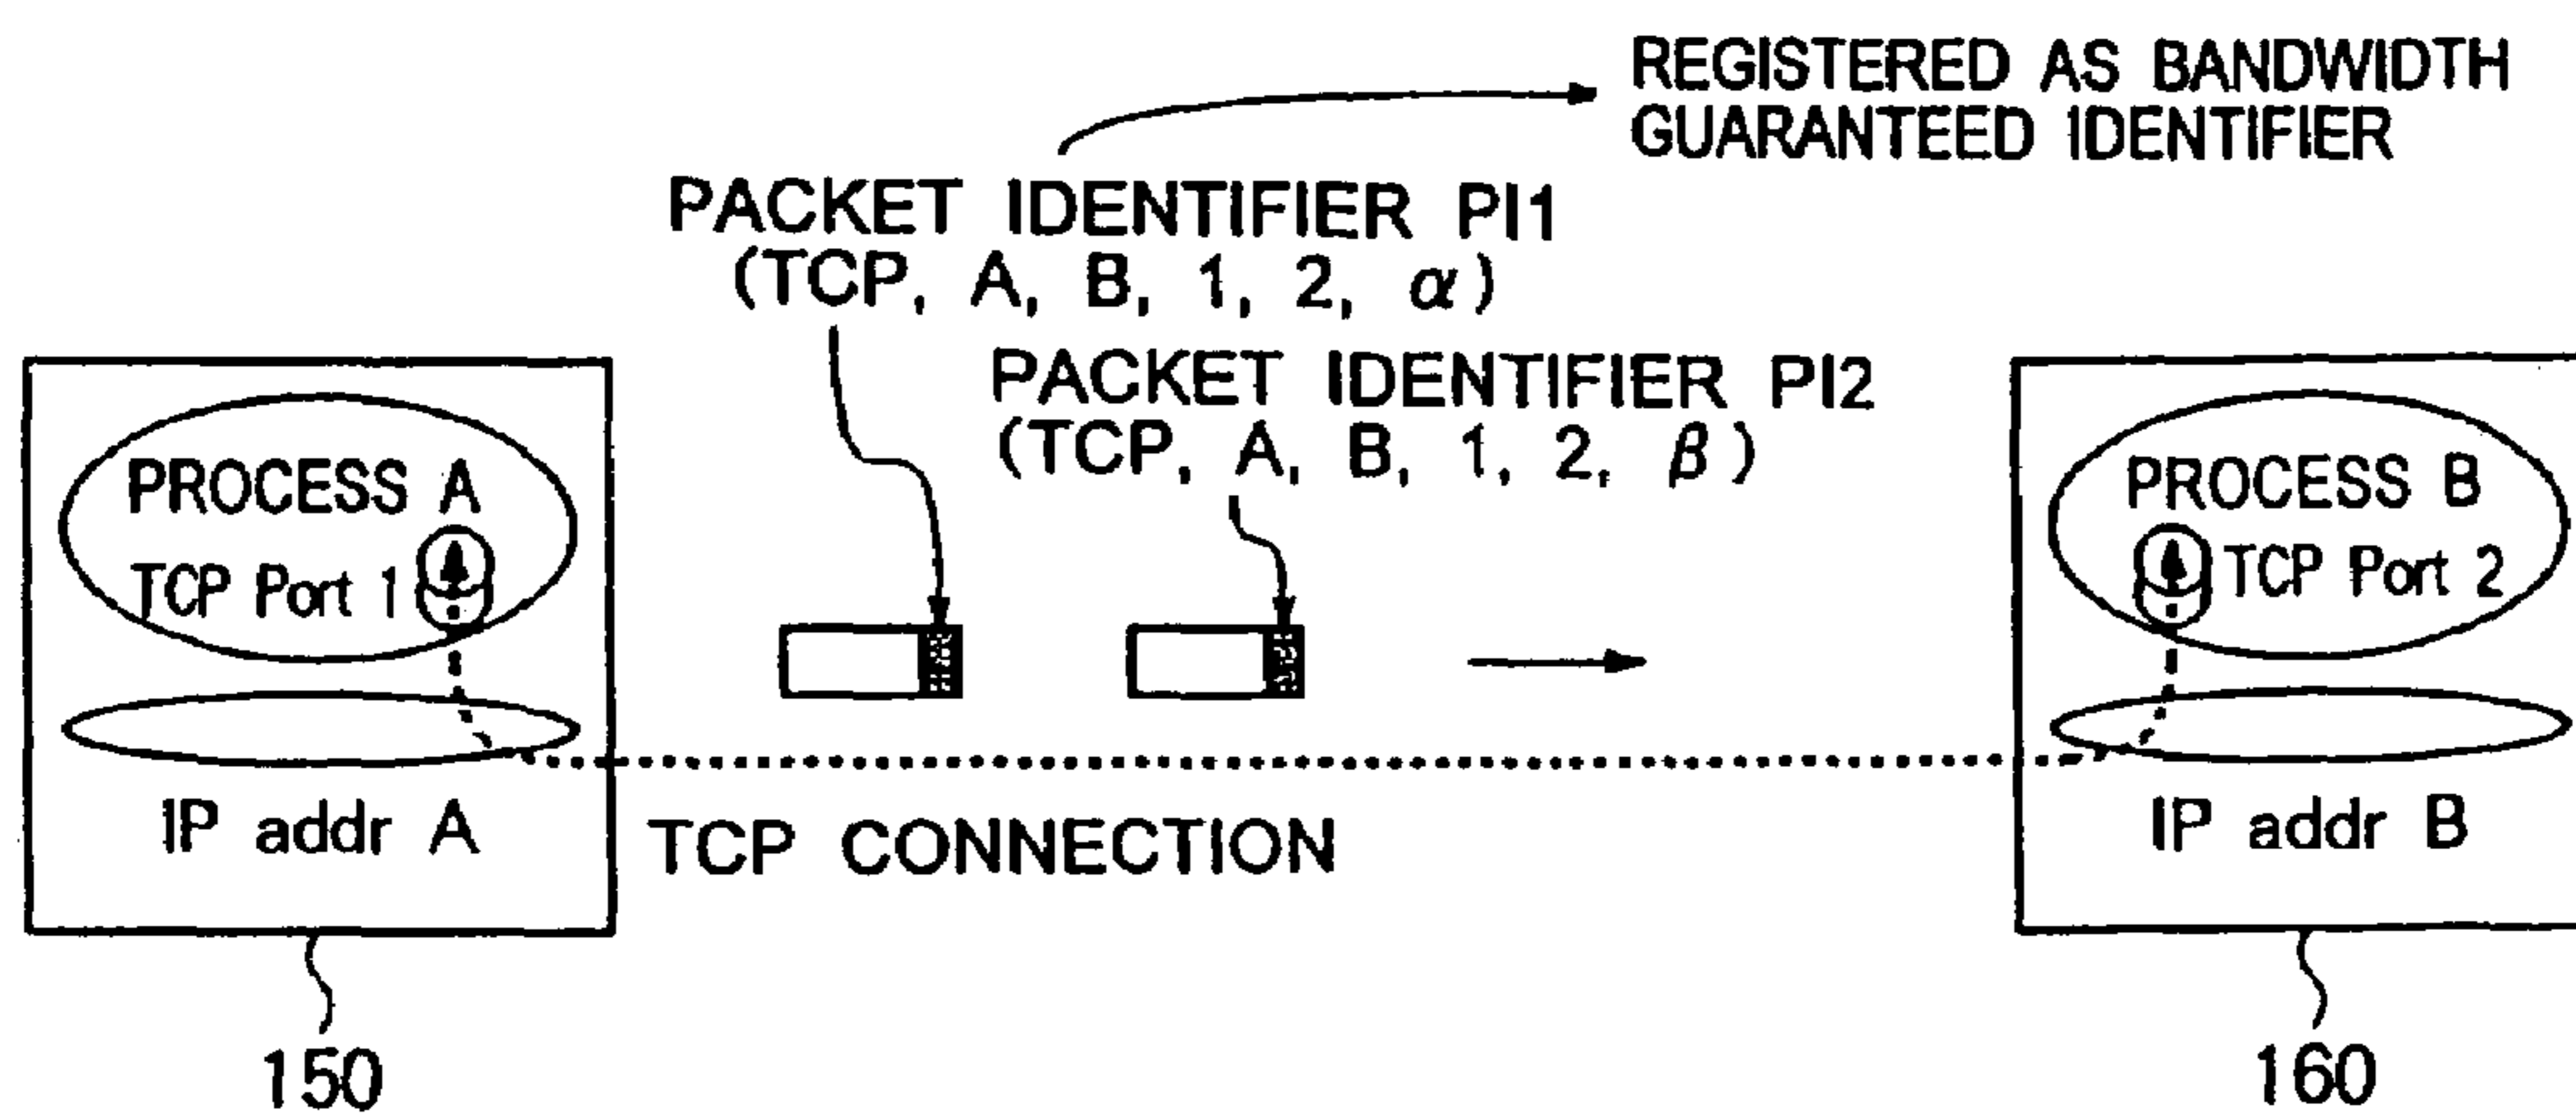 REGISTERED AS BANDWIDTH
GUARANTEED IDENTIFIER
PACKET IDENTIFIER PI1
(TCP, A, B, 1, 2, α)
PACKET IDENTIFIER PI2
(TCP, A, B, 1, 2, β)
PROCESS A
TCP Port 1
PROCESS B
TCP Port 2
IP addr A
TCP CONNECTION
IP addr B
150
160